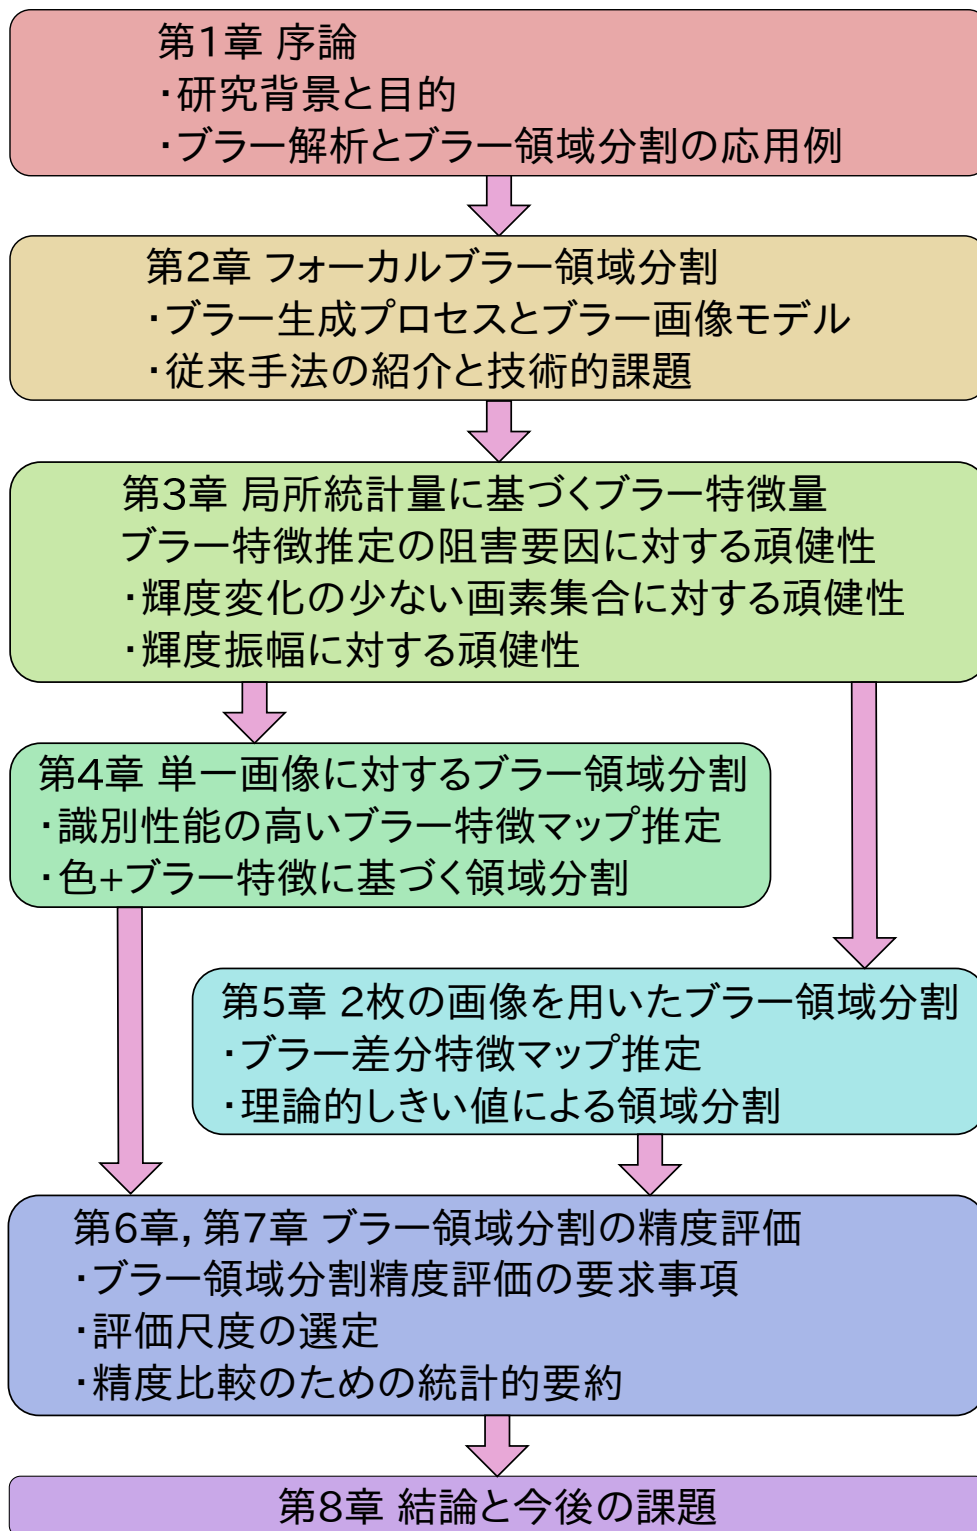 第1章 序論
・研究背景と目的
・ブラー解析とブラー領域分割の応用例
第2章 フォーカルブラー領域分割
・ブラー生成プロセスとブラー画像モデル
・従来手法の紹介と技術的課題
第3章 局所統計量に基づくブラー特徴量
ブラー特徴推定の阻害要因に対する頑健性
・輝度変化の少ない画素集合に対する頑健性
・輝度振幅に対する頑健性
第4章 単一画像に対するブラー領域分割
・識別性能の高いブラー特徴マップ推定
・色+ブラー特徴に基づく領域分割
第5章 2枚の画像を用いたブラー領域分割
・ブラー差分特徴マップ推定
・理論的しきい値による領域分割
第6章, 第7章 ブラー領域分割の精度評価
・ブラー領域分割精度評価の要求事項
・評価尺度の選定
・精度比較のための統計的要約
第8章 結論と今後の課題